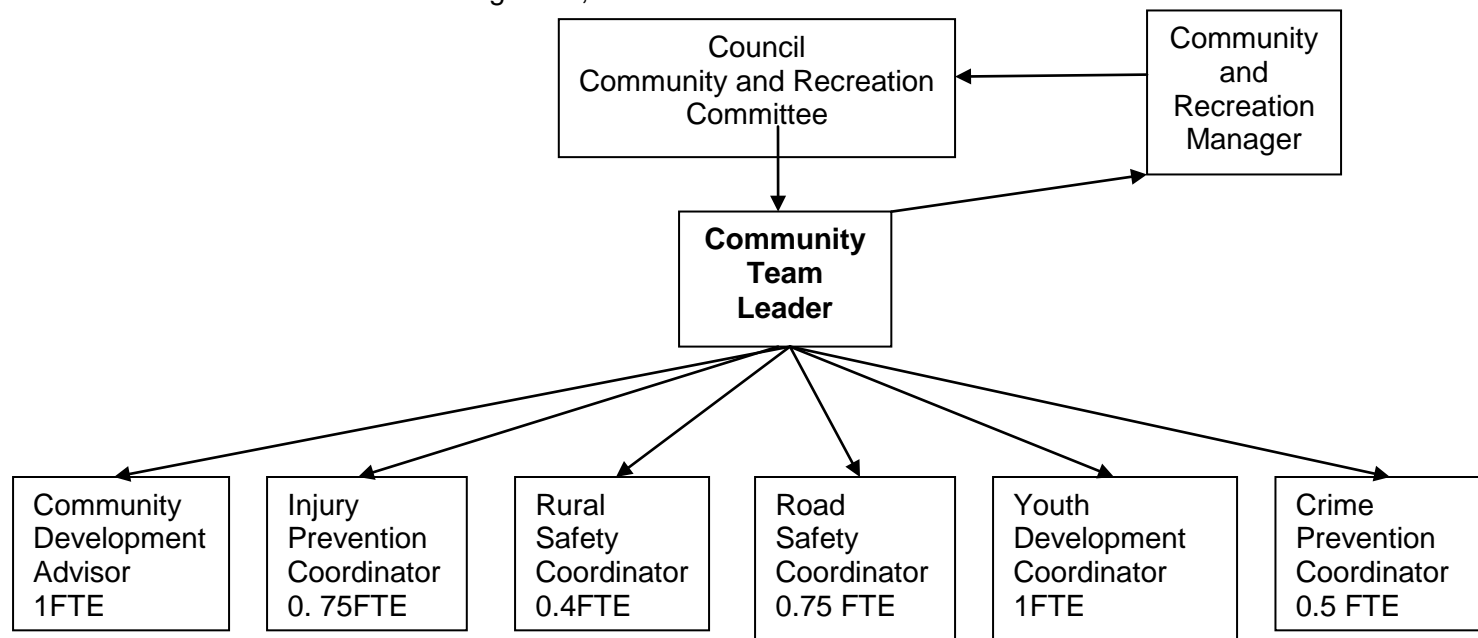 Council
Community and Recreation
Committee
Community
and
Recreation
Manager
Community
Team
Leader
Community
Development
Advisor
1FTE
Injury
Prevention
Coordinator
0. 75FTE
Rural
Safety
Coordinator
0.4FTE
Road
Safety
Coordinator
0.75 FTE
Youth
Development
Coordinator
1FTE
Crime
Prevention
Coordinator
0.5 FTE